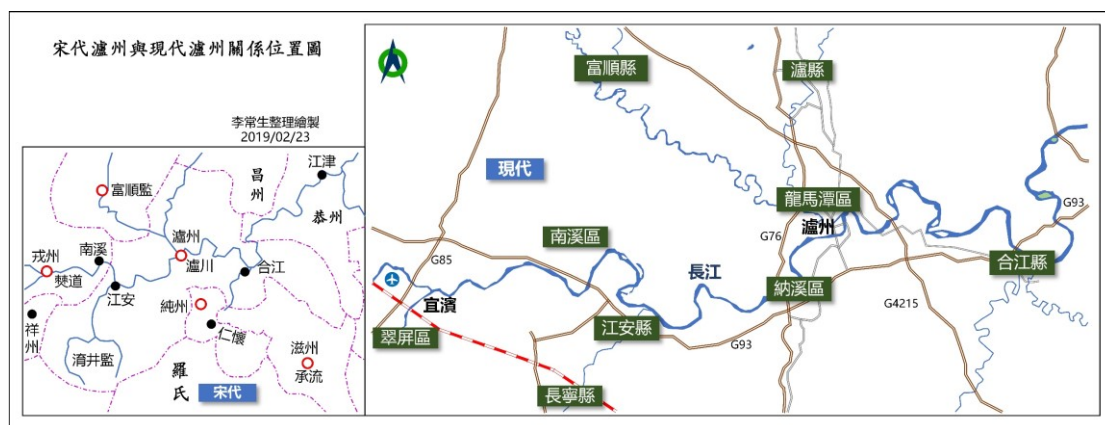 宋代瀘州與現代瀘州關係位置圖
李常生整理繪製
2019/02/23
江津
昌州
恭州
富順監
瀘州
南溪
戎州
瀘川
合江
僰道
江安
純州
仁懷
祥州
淯井監
滋州
承流
羅氏
宋代
富順縣
瀘縣
現代
龍馬潭區
瀘州
G93
南溪區
G76
G85
長江
合江縣
納溪區
宜濱
G4215
江安縣
翠屏區
G93
長寧縣